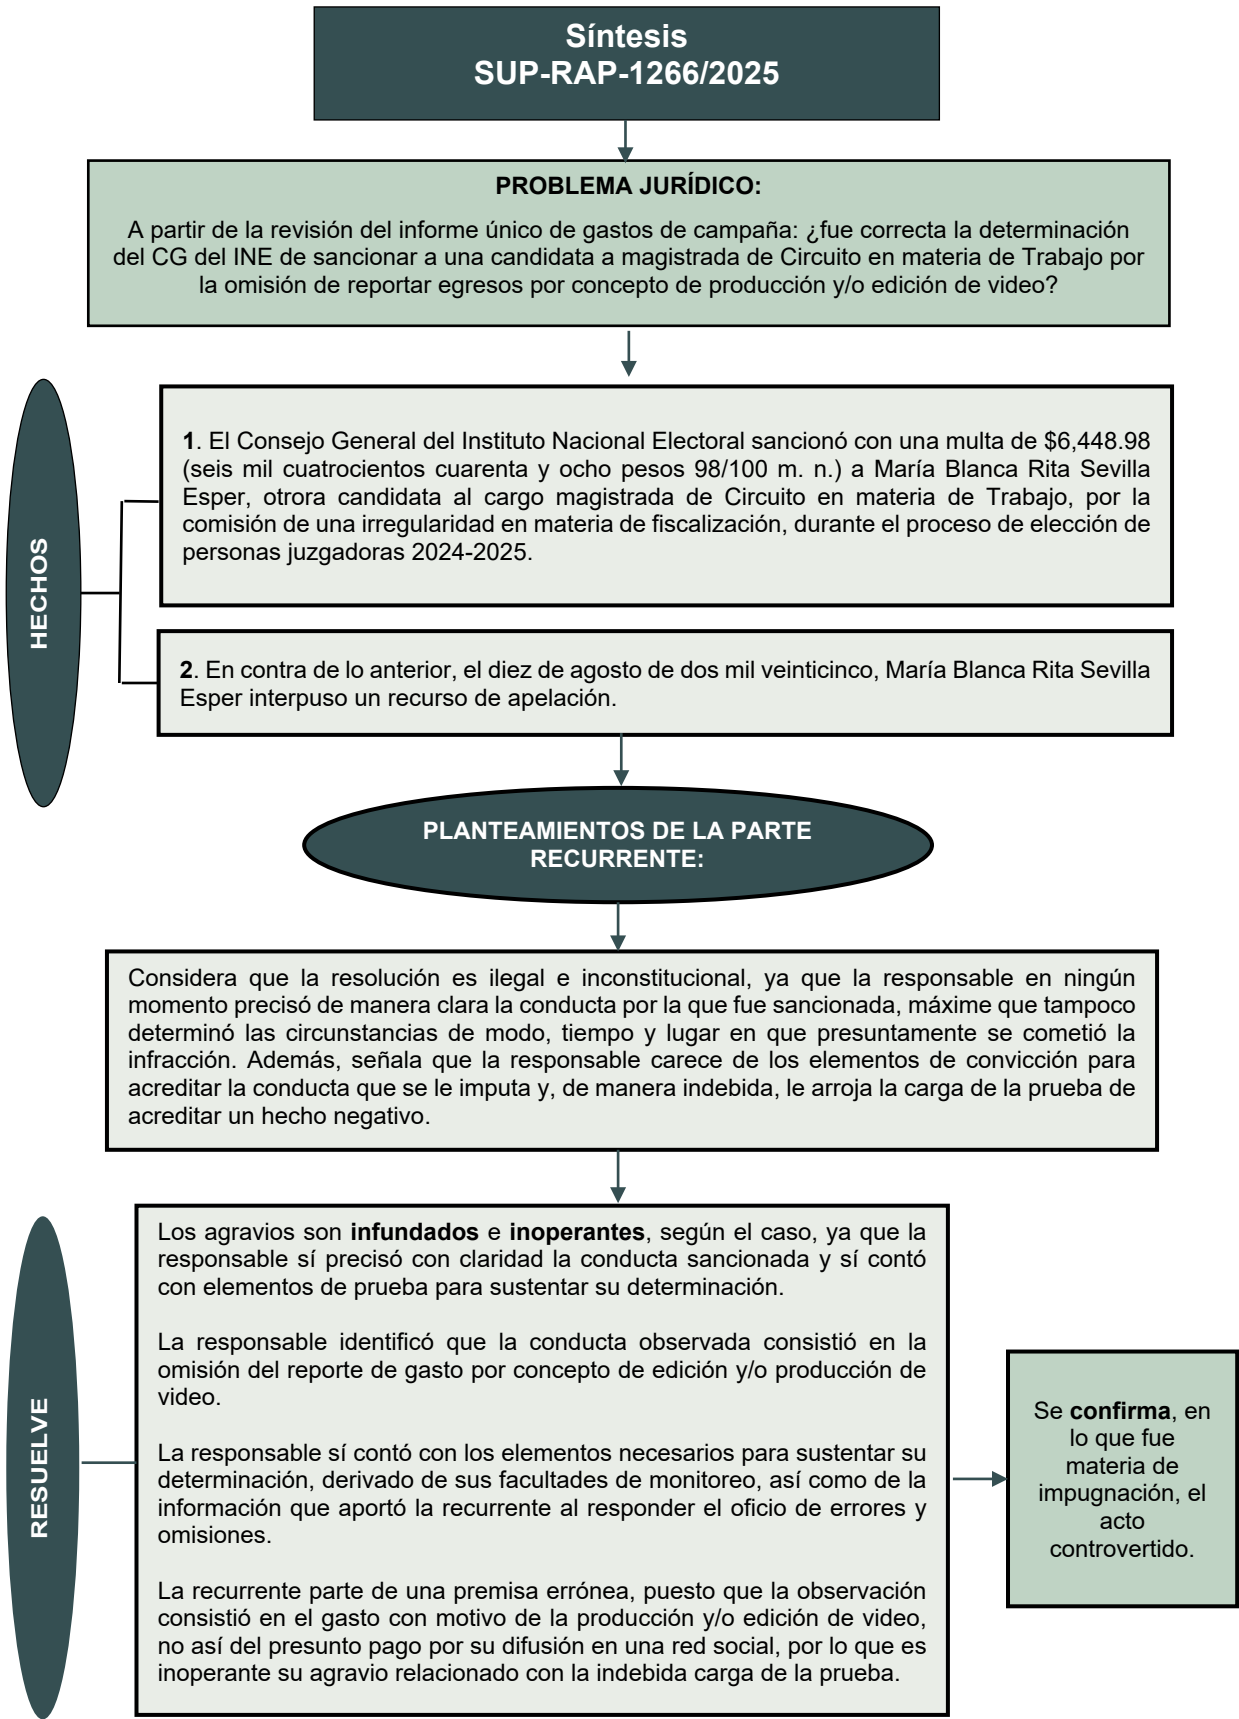 Síntesis
SUP-RAP-1266/2025
PROBLEMA JURÍDICO:
A partir de la revisión del informe único de gastos de campaña: ¿fue correcta la determinación
del CG del INE de sancionar a una candidata a magistrada de Circuito en materia de Trabajo por
la omisión de reportar egresos por concepto de producción y/o edición de video?
HECHOS
1. El Consejo General del Instituto Nacional Electoral sancionó con una multa de $6,448.98
(seis mil cuatrocientos cuarenta y ocho pesos 98/100 m. n.) a María Blanca Rita Sevilla
Esper, otrora candidata al cargo magistrada de Circuito en materia de Trabajo, por la
comisión de una irregularidad en materia de fiscalización, durante el proceso de elección de
personas juzgadoras 2024-2025.
2. En contra de lo anterior, el diez de agosto de dos mil veinticinco, María Blanca Rita Sevilla
Esper interpuso un recurso de apelación.
PLANTEAMIENTOS DE LA PARTE
RECURRENTE:
Considera que la resolución es ilegal e inconstitucional, ya que la responsable en ningún
momento precisó de manera clara la conducta por la que fue sancionada, máxime que tampoco
determinó las circunstancias de modo, tiempo y lugar en que presuntamente se cometió la
infracción. Además, señala que la responsable carece de los elementos de convicción para
acreditar la conducta que se le imputa y, de manera indebida, le arroja la carga de la prueba de
acreditar un hecho negativo.
RESUELVE
Los agravios son infundados e inoperantes, según el caso, ya que la
responsable sí precisó con claridad la conducta sancionada y sí contó
con elementos de prueba para sustentar su determinación.
La responsable identificó que la conducta observada consistió en la
omisión del reporte de gasto por concepto de edición y/o producción de
video.
La responsable sí contó con los elementos necesarios para sustentar su
determinación, derivado de sus facultades de monitoreo, así como de la
información que aportó la recurrente al responder el oficio de errores y
omisiones.
La recurrente parte de una premisa errónea, puesto que la observación
consistió en el gasto con motivo de la producción y/o edición de video,
no así del presunto pago por su difusión en una red social, por lo que es
inoperante su agravio relacionado con la indebida carga de la prueba.
Se confirma, en
lo que fue
materia de
impugnación, el
acto
controvertido.